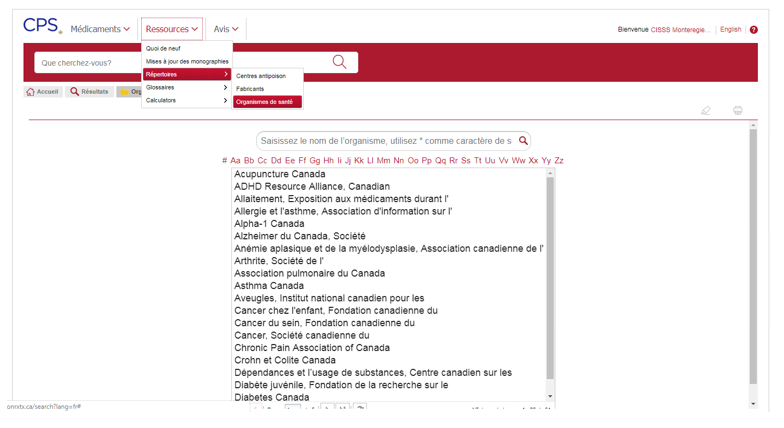 CPS
Médicaments
Ressources
Avis
Bienvenue CISSS Monteregie...
English
?
Que cherchez-vous?
Quoi de neuf
Mises à jour des monographies
Répertoires
Glossaires
Calculators
Centres antipoison
Fabricants
Organismes de santé
Accueil
Résultats
Saisissez le nom de l'organisme, utilisez * comme caractère de s
# Aa Bb Cc Dd Ee Ff Gg Hh Ii Jj Kk Ll Mm Nn Oo Pp Qq Rr Ss Tt Uu Vv Ww Xx Yy Zz
Acupuncture Canada
ADHD Resource Alliance, Canadian
Allaitement, Exposition aux médicaments durant l'
Allergie et l'asthme, Association d'information sur l'
Alpha-1 Canada
Alzheimer du Canada, Société
Anémie aplasique et de la myélodysplasie, Association canadienne de l'
Arthrite, Société de l'
Association pulmonaire du Canada
Asthma Canada
Aveugles, Institut national canadien pour les
Cancer chez l'enfant, Fondation canadienne du
Cancer du sein, Fondation canadienne du
Cancer, Société canadienne du
Chronic Pain Association of Canada
Crohn et Colite Canada
Dépendances et l'usage de substances, Centre canadien sur les
Diabète juvénile, Fondation de la recherche sur le
Diabetes Canada
onrxtx.ca/search?lang=fr#